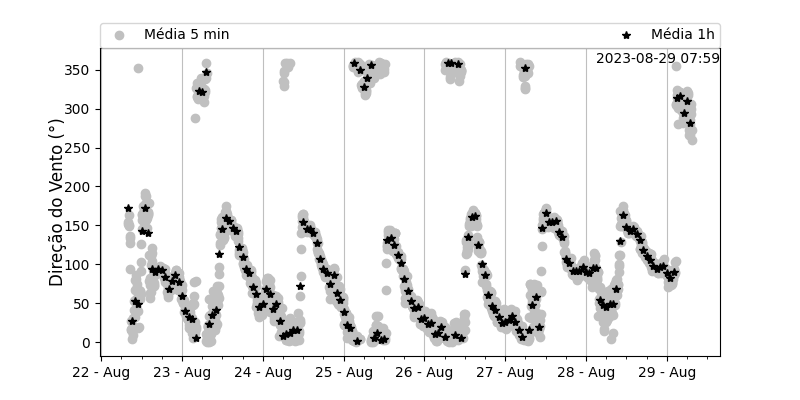 Média 5 min
Média 1h
2023-08-29 07:59
Direção do Vento (°)
350
300
250
200
150
100
50
0
22 - Aug
23 - Aug
24 - Aug
25 - Aug
26 - Aug
27 - Aug
28 - Aug
29 - Aug